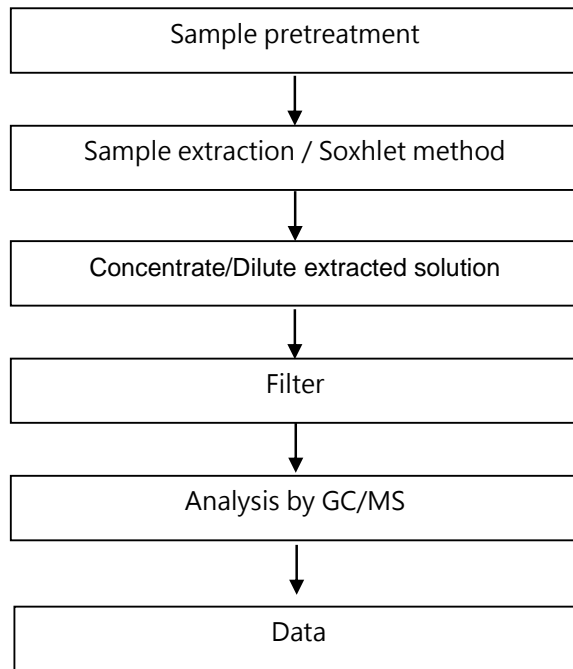 Sample pretreatment
Sample extraction / Soxhlet method
Concentrate/Dilute extracted solution
Filter
Analysis by GC/MS
Data